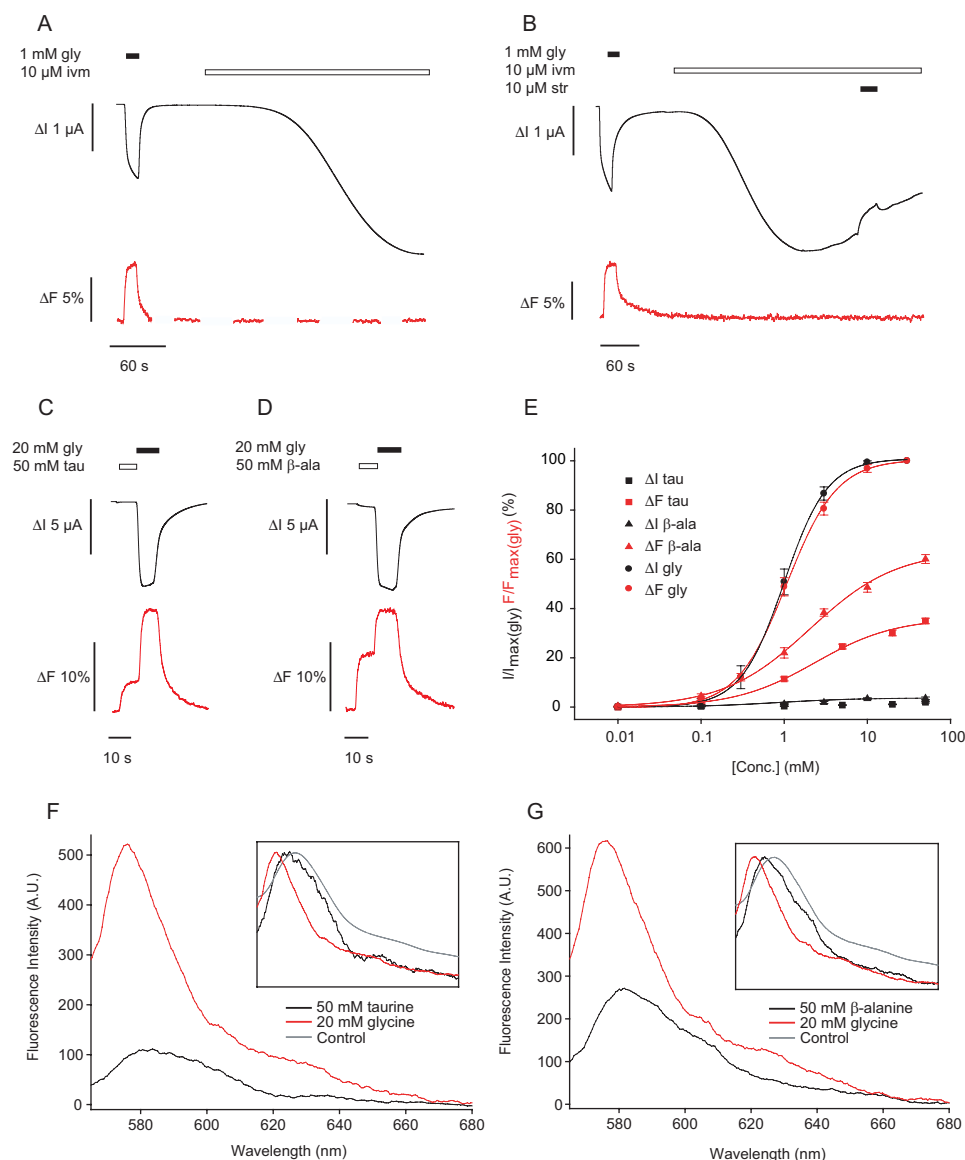 A
1 mM gly
10 µM ivm
ΔI 1 µA
ΔF 5%
60 s
B
1 mM gly
10 µM ivm
10 µM str
ΔI 1 µA
ΔF 5%
60 s
C
20 mM gly
50 mM tau
ΔI 5 µA
ΔF 10%
10 s
D
20 mM gly
50 mM β-ala
ΔI 5 µA
ΔF 10%
10 s
E
I/Imax(gly) F/Fmax(gly) (%)
100
80
60
40
20
0
ΔI tau
ΔF tau
ΔI β-ala
ΔF β-ala
ΔI gly
ΔF gly
0.01 0.1 1 10 100
[Conc.] (mM)
F
Fluorescence Intensity (A.U.)
500
400
300
200
100
0
50 mM taurine
20 mM glycine
Control
580 600 620 640 660 680
Wavelength (nm)
G
Fluorescence Intensity (A.U.)
600
500
400
300
200
100
0
50 mM β-alanine
20 mM glycine
Control
580 600 620 640 660 680
Wavelength (nm)